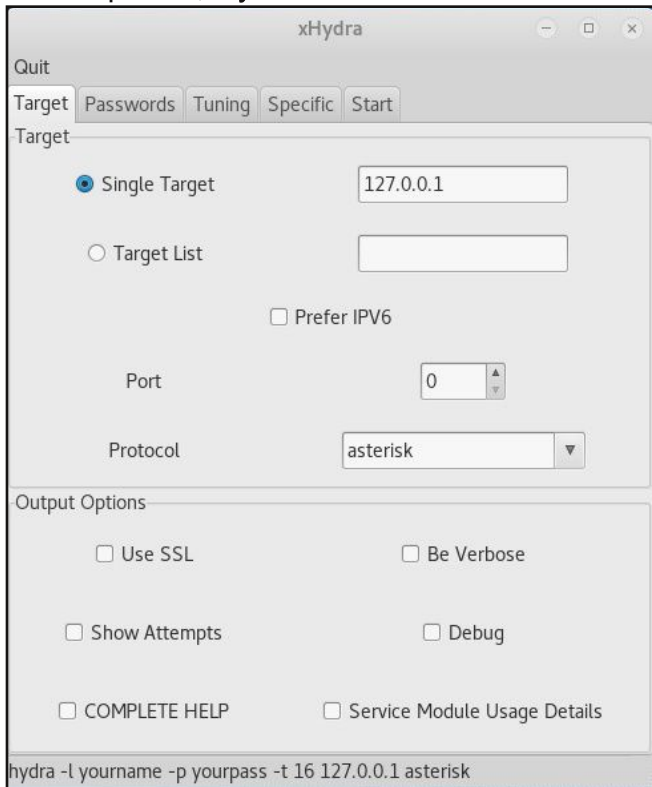 xHydra
Quit
Target Passwords Tuning Specific Start
Target
Single Target 127.0.0.1
Target List
Prefer IPV6
Port 0
Protocol asterisk
Output Options
Use SSL Be Verbose
Show Attempts Debug
COMPLETE HELP Service Module Usage Details
hydra -l yourname -p yourpass -t 16 127.0.0.1 asterisk